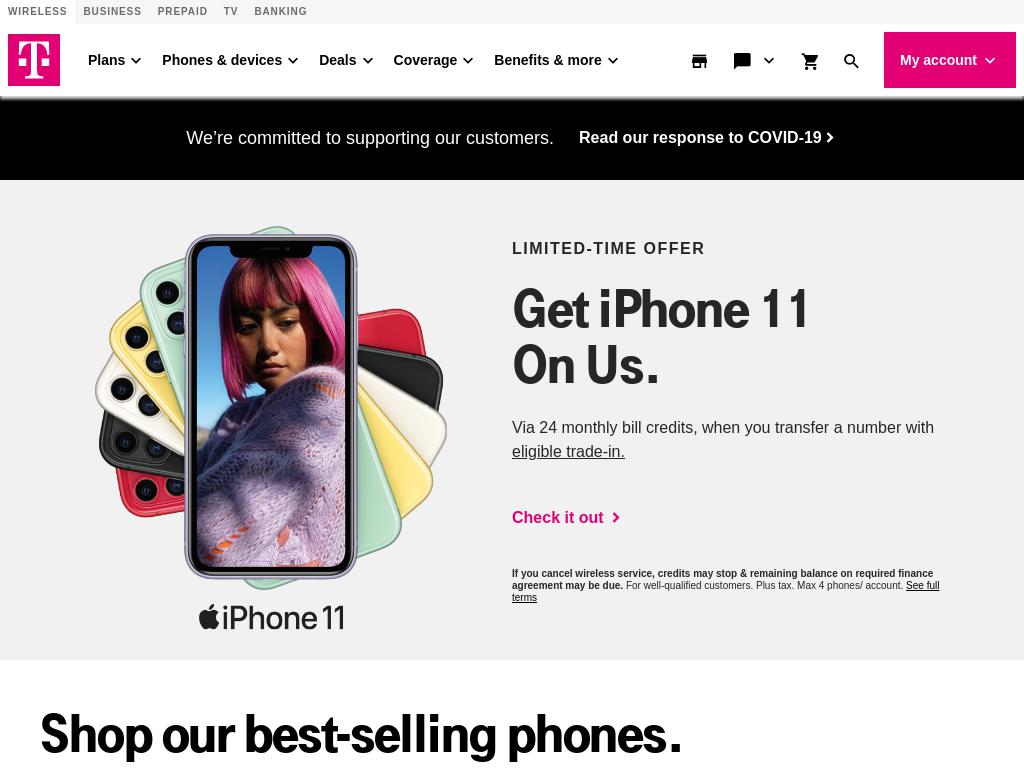 WIRELESS BUSINESS PREPAID TV BANKING
T Plans Phones & devices Deals Coverage Benefits & more My account
We’re committed to supporting our customers. Read our response to COVID-19
LIMITED-TIME OFFER
Get iPhone 11
On Us.
Via 24 monthly bill credits, when you transfer a number with
eligible trade-in.
Check it out
If you cancel wireless service, credits may stop & remaining balance on required finance
agreement may be due. For well-qualified customers. Plus tax. Max 4 phones/ account. See full
terms
iPhone 11
Shop our best-selling phones.